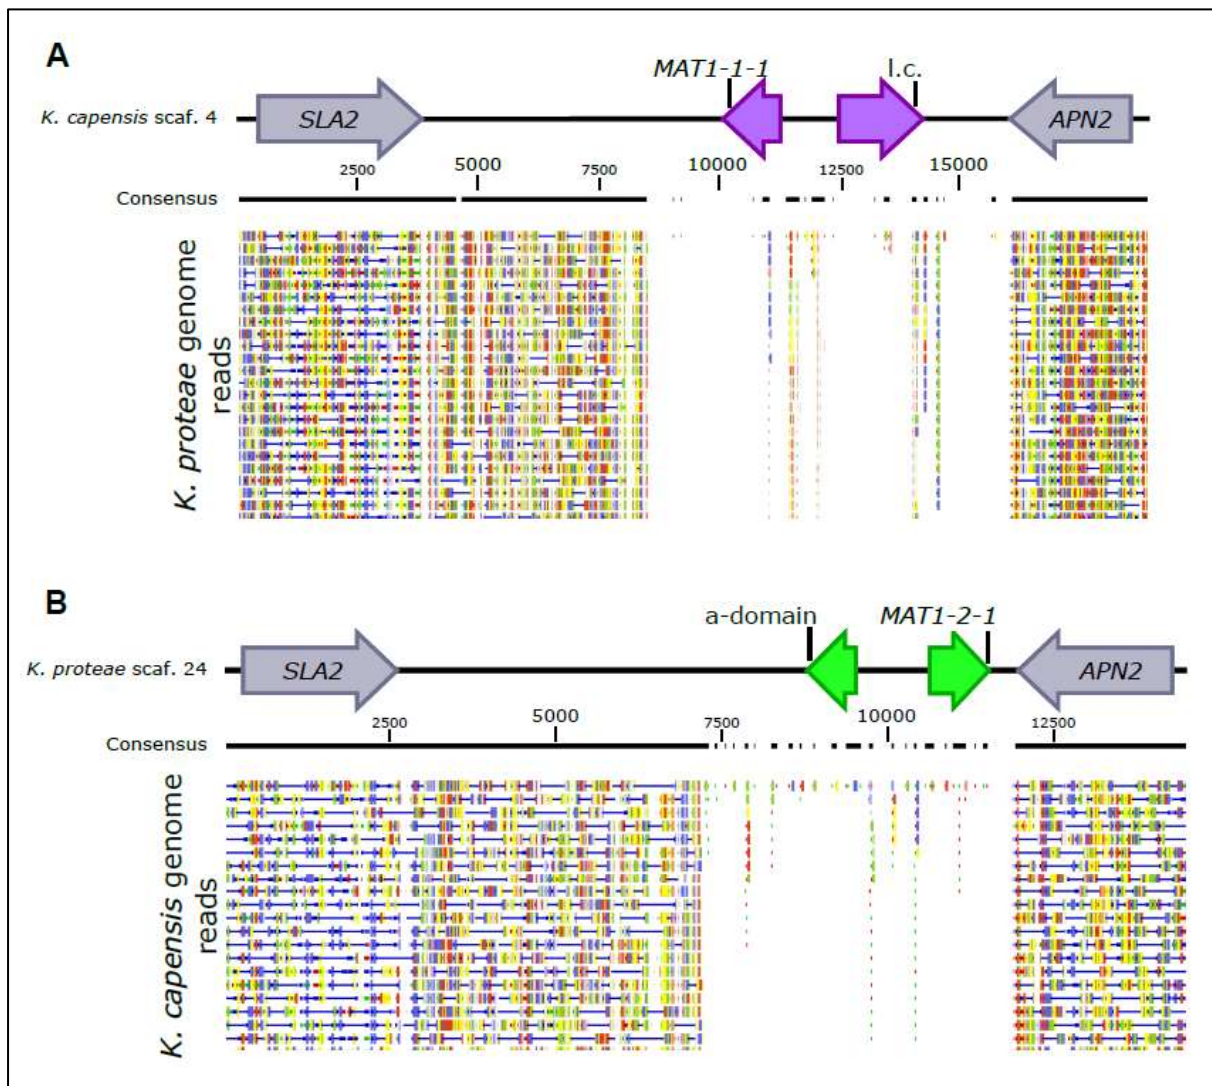 A
MAT1-1-1
l.c.
K. capensis scaf. 4
SLA2
APN2
2500
5000
7500
10000
12500
15000
Consensus
K. proteae genome
reads
B
a-domain
MAT1-2-1
K. proteae scaf. 24
SLA2
APN2
2500
5000
7500
10000
12500
Consensus
K. capensis genome
reads